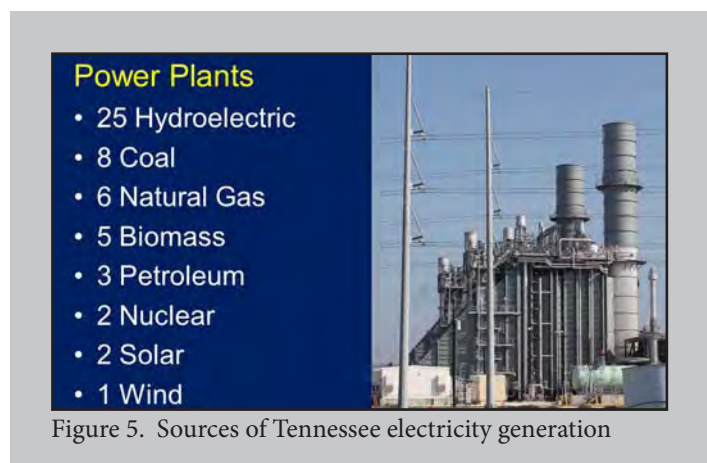 Power Plants
• 25 Hydroelectric
• 8 Coal
• 6 Natural Gas
• 5 Biomass
• 3 Petroleum
• 2 Nuclear
• 2 Solar
• 1 Wind
Figure 5.  Sources of Tennessee electricity generation